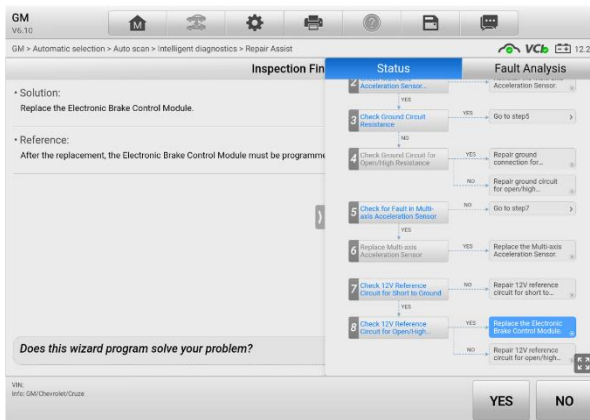 GM
V6.10
GM > Automatic selection > Auto scan > Intelligent diagnostics > Repair Assist
VCI
12.2
Inspection Fin
Status
Fault Analysis
• Solution:
Replace the Electronic Brake Control Module.
• Reference:
After the replacement, the Electronic Brake Control Module must be programme
2
Acceleration Sensor...
Acceleration Sensor.
YES
3 Check Ground Circuit
Resistance
YES
Go to step5
NO
4 Check Ground Circuit for
Open/High Resistance
YES
Repair ground
connection for...
NO
Repair ground circuit
for open/high...
5 Check for Fault in Multi-
axis Acceleration Sensor
NO
Go to step7
YES
6 Replace Multi-axis
Acceleration Sensor
YES
Replace the Multi-axis
Acceleration Sensor.
7 Check 12V Reference
Circuit for Short to Ground
NO
Repair 12V reference
circuit for short to...
YES
8 Check 12V Reference
Circuit for Open/High...
YES
Replace the Electronic
Brake Control Module.
NO
Repair 12V reference
circuit for open/high...
Does this wizard program solve your problem?
VIN:
Info: GM/Chevrolet/Cruze
YES
NO